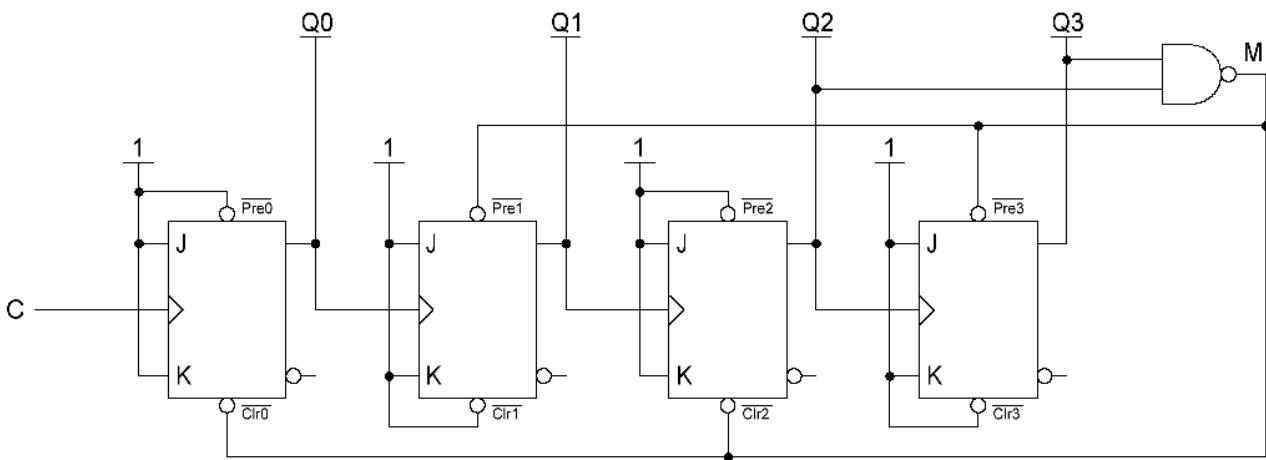 Q0 Q1 Q2 Q3
M
1 1 1 1
Pre0 Pre1 Pre2 Pre3
J J J J
C
K K K K
Clr0 Clr1 Clr2 Clr3